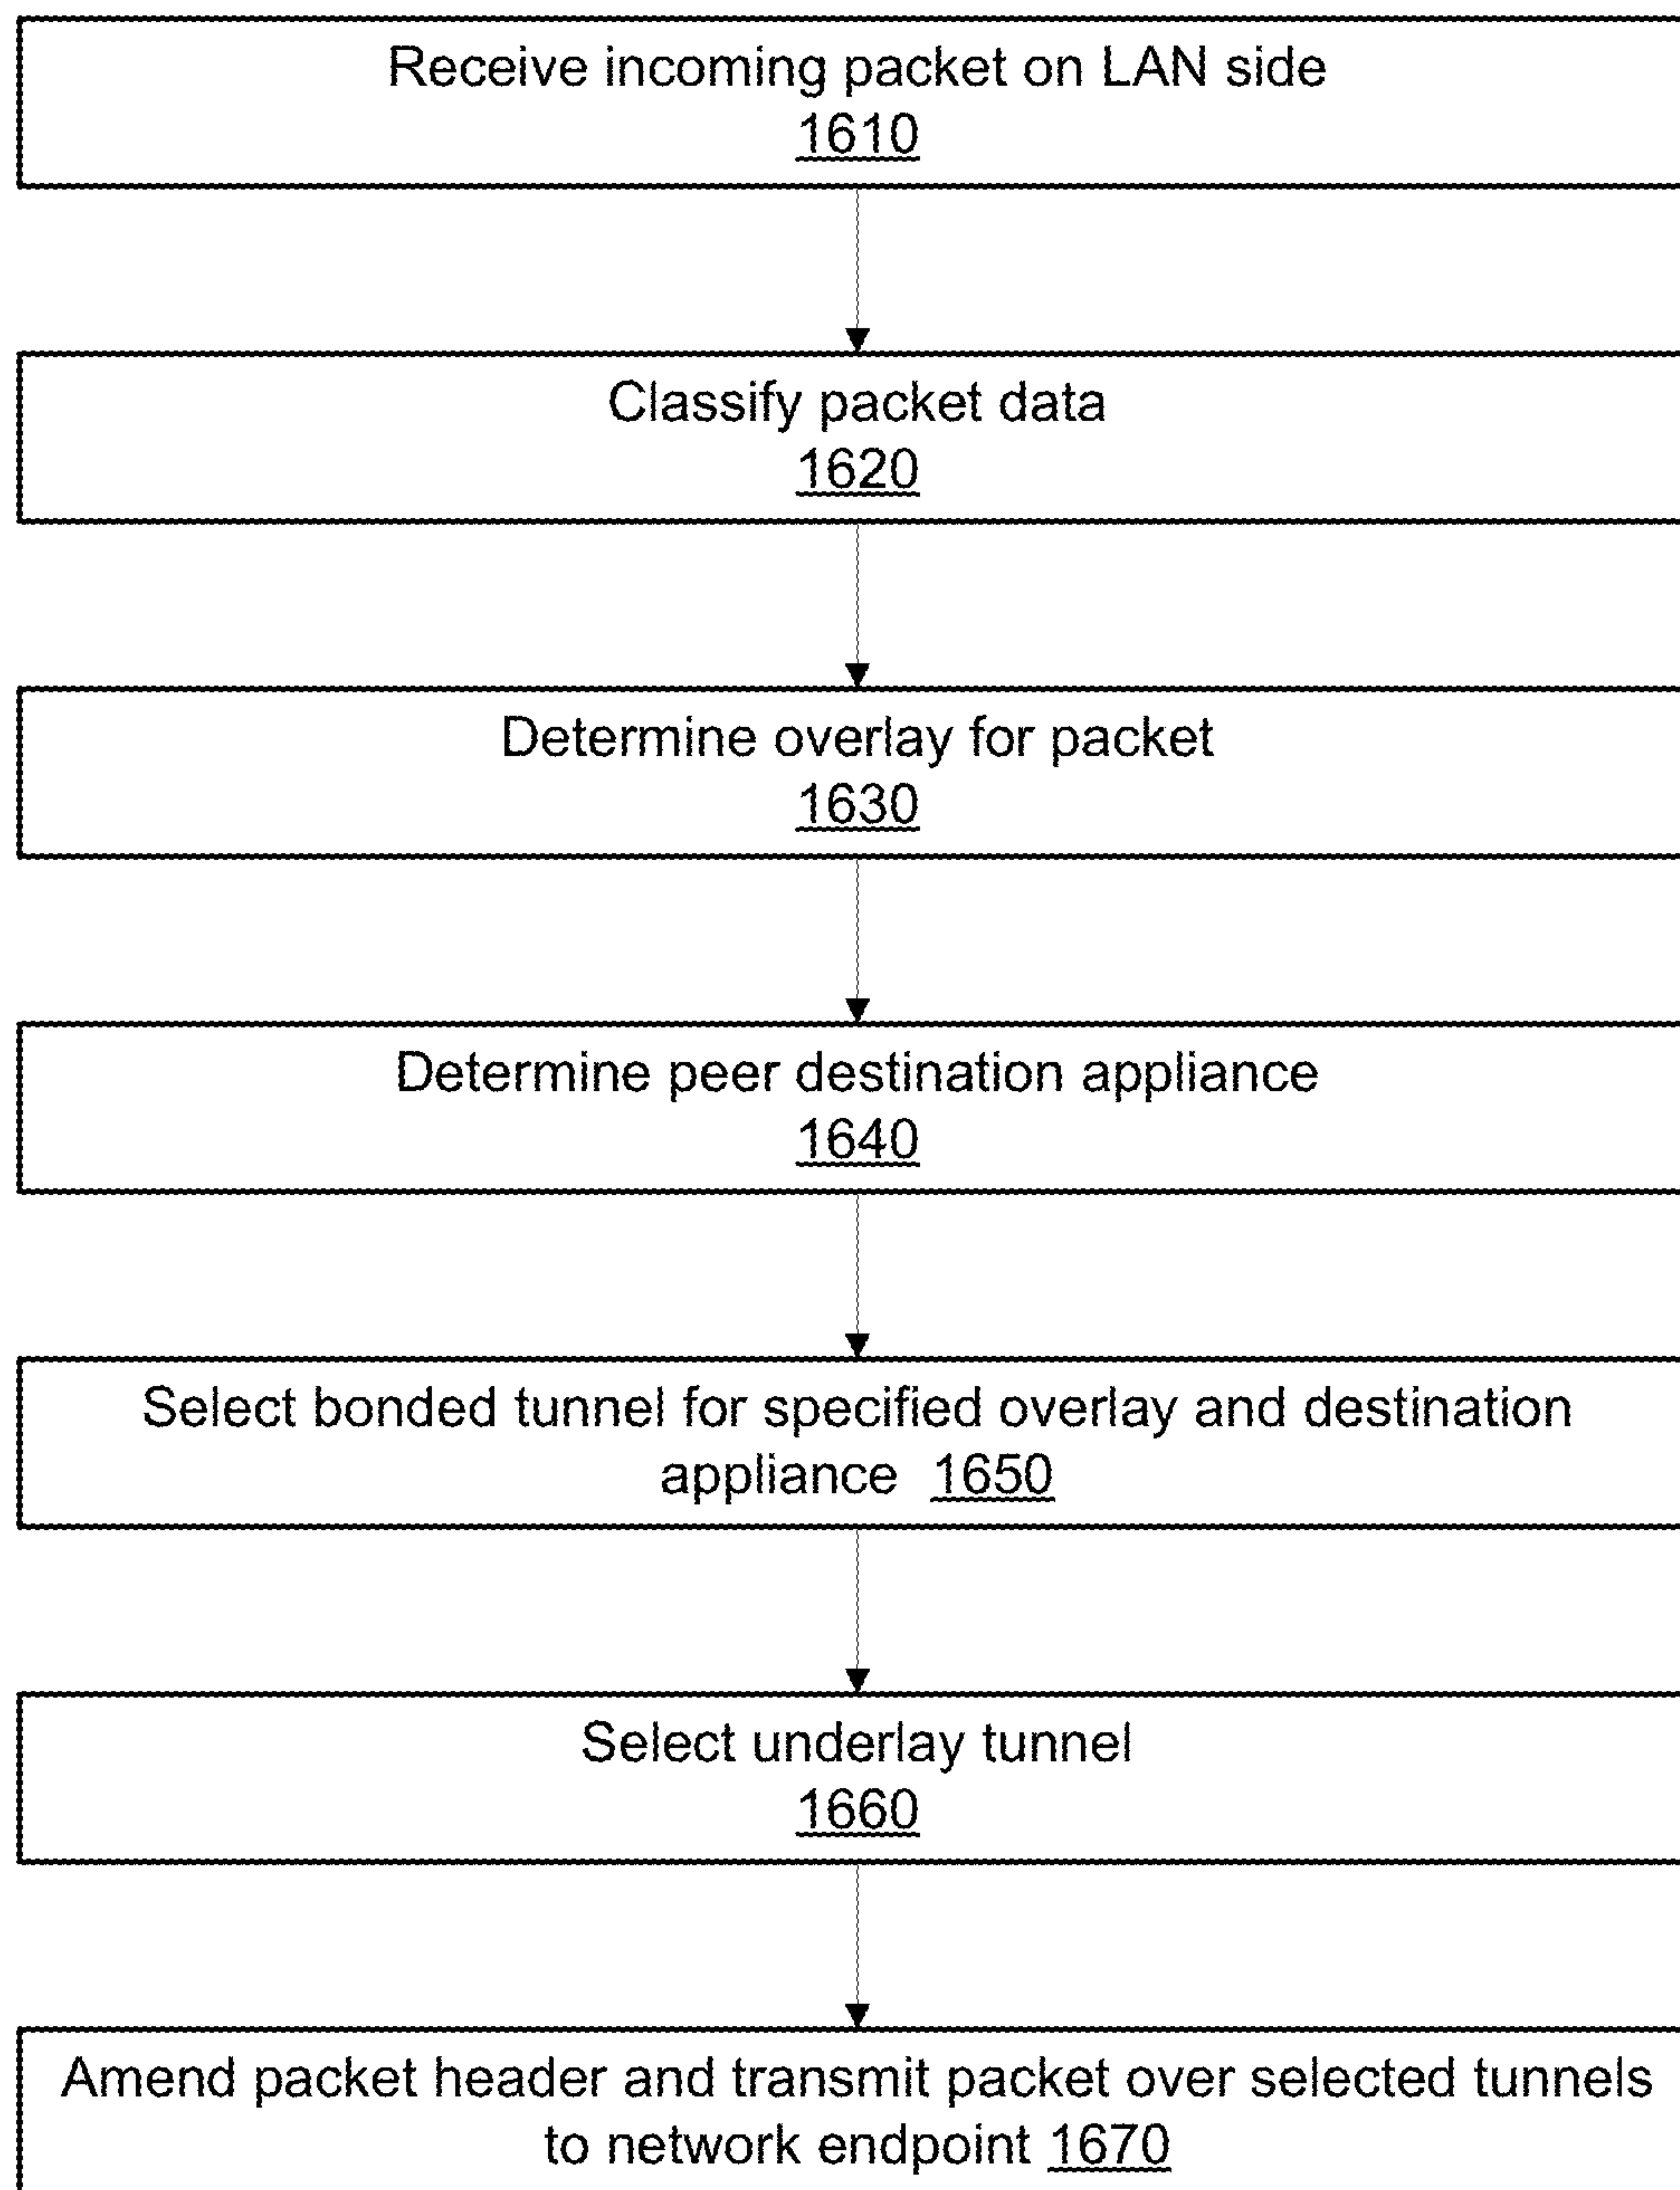 Receive incoming packet on LAN side
1610
Classify packet data
1620
Determine overlay for packet
1630
Determine peer destination appliance
1640
Select bonded tunnel for specified overlay and destination
appliance 1650
Select underlay tunnel
1660
Amend packet header and transmit packet over selected tunnels
to network endpoint 1670